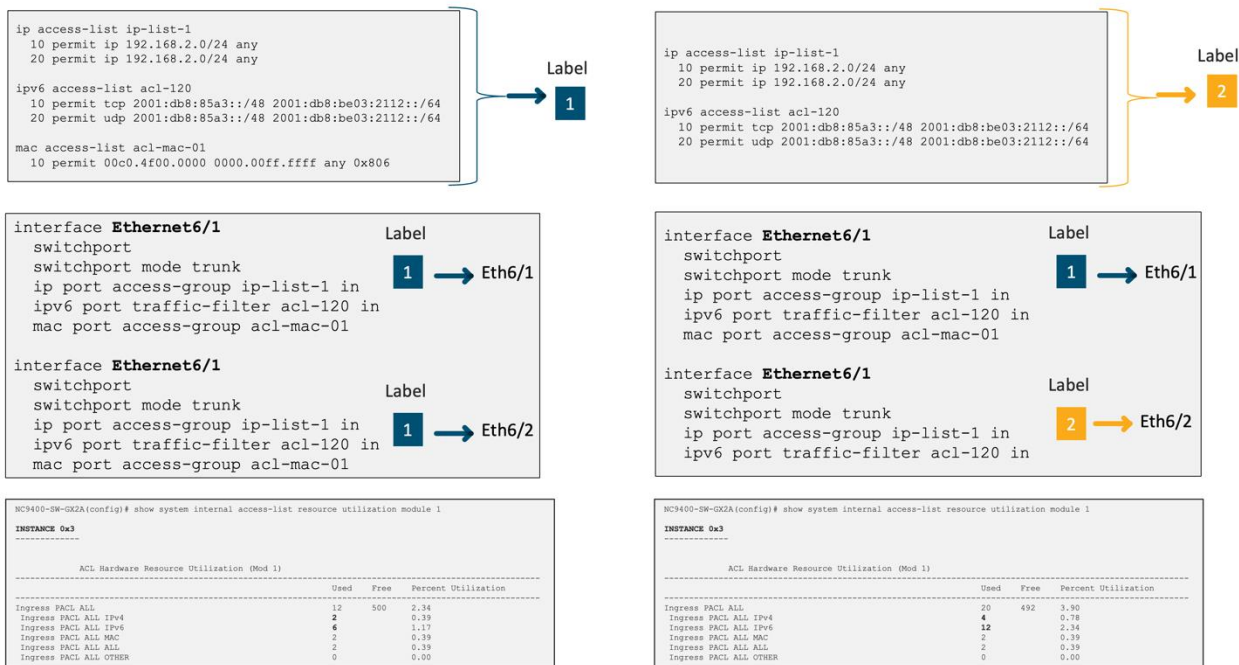 ip access-list ip-list-1
10 permit ip 192.168.2.0/24 any
20 permit ip 192.168.2.0/24 any
ipv6 access-list acl-120
10 permit tcp 2001:db8:85a3::/48 2001:db8:be03:2112::/64
20 permit udp 2001:db8:85a3::/48 2001:db8:be03:2112::/64
mac access-list acl-mac-01
10 permit 00c0.4f00.0000 0000.00ff.ffff any 0x806
Label
1
interface Ethernet6/1
switchport
switchport mode trunk
ip port access-group ip-list-1 in
ipv6 port traffic-filter acl-120 in
mac port access-group acl-mac-01
Label
1
Eth6/1
interface Ethernet6/1
switchport
switchport mode trunk
ip port access-group ip-list-1 in
ipv6 port traffic-filter acl-120 in
mac port access-group acl-mac-01
Label
1
Eth6/2
NC9400-SW-GX2A(config)# show system internal access-list resource utilization module 1
INSTANCE 0x3
-------------
ACL Hardware Resource Utilization (Mod 1)
Used Free Percent Utilization
Ingress PACL ALL 12 500 2.34
Ingress PACL ALL IPv4 2 0.39
Ingress PACL ALL IPv6 6 1.17
Ingress PACL ALL MAC 2 0.39
Ingress PACL ALL ALL 2 0.39
Ingress PACL ALL OTHER 0 0.00
ip access-list ip-list-1
10 permit ip 192.168.2.0/24 any
20 permit ip 192.168.2.0/24 any
ipv6 access-list acl-120
10 permit tcp 2001:db8:85a3::/48 2001:db8:be03:2112::/64
20 permit udp 2001:db8:85a3::/48 2001:db8:be03:2112::/64
Label
2
interface Ethernet6/1
switchport
switchport mode trunk
ip port access-group ip-list-1 in
ipv6 port traffic-filter acl-120 in
mac port access-group acl-mac-01
Label
1
Eth6/1
interface Ethernet6/1
switchport
switchport mode trunk
ip port access-group ip-list-1 in
ipv6 port traffic-filter acl-120 in
Label
2
Eth6/2
NC9400-SW-GX2A(config)# show system internal access-list resource utilization module 1
INSTANCE 0x3
-------------
ACL Hardware Resource Utilization (Mod 1)
Used Free Percent Utilization
Ingress PACL ALL 20 492 3.90
Ingress PACL ALL IPv4 4 0.78
Ingress PACL ALL IPv6 12 2.34
Ingress PACL ALL MAC 2 0.39
Ingress PACL ALL ALL 2 0.39
Ingress PACL ALL OTHER 0 0.00